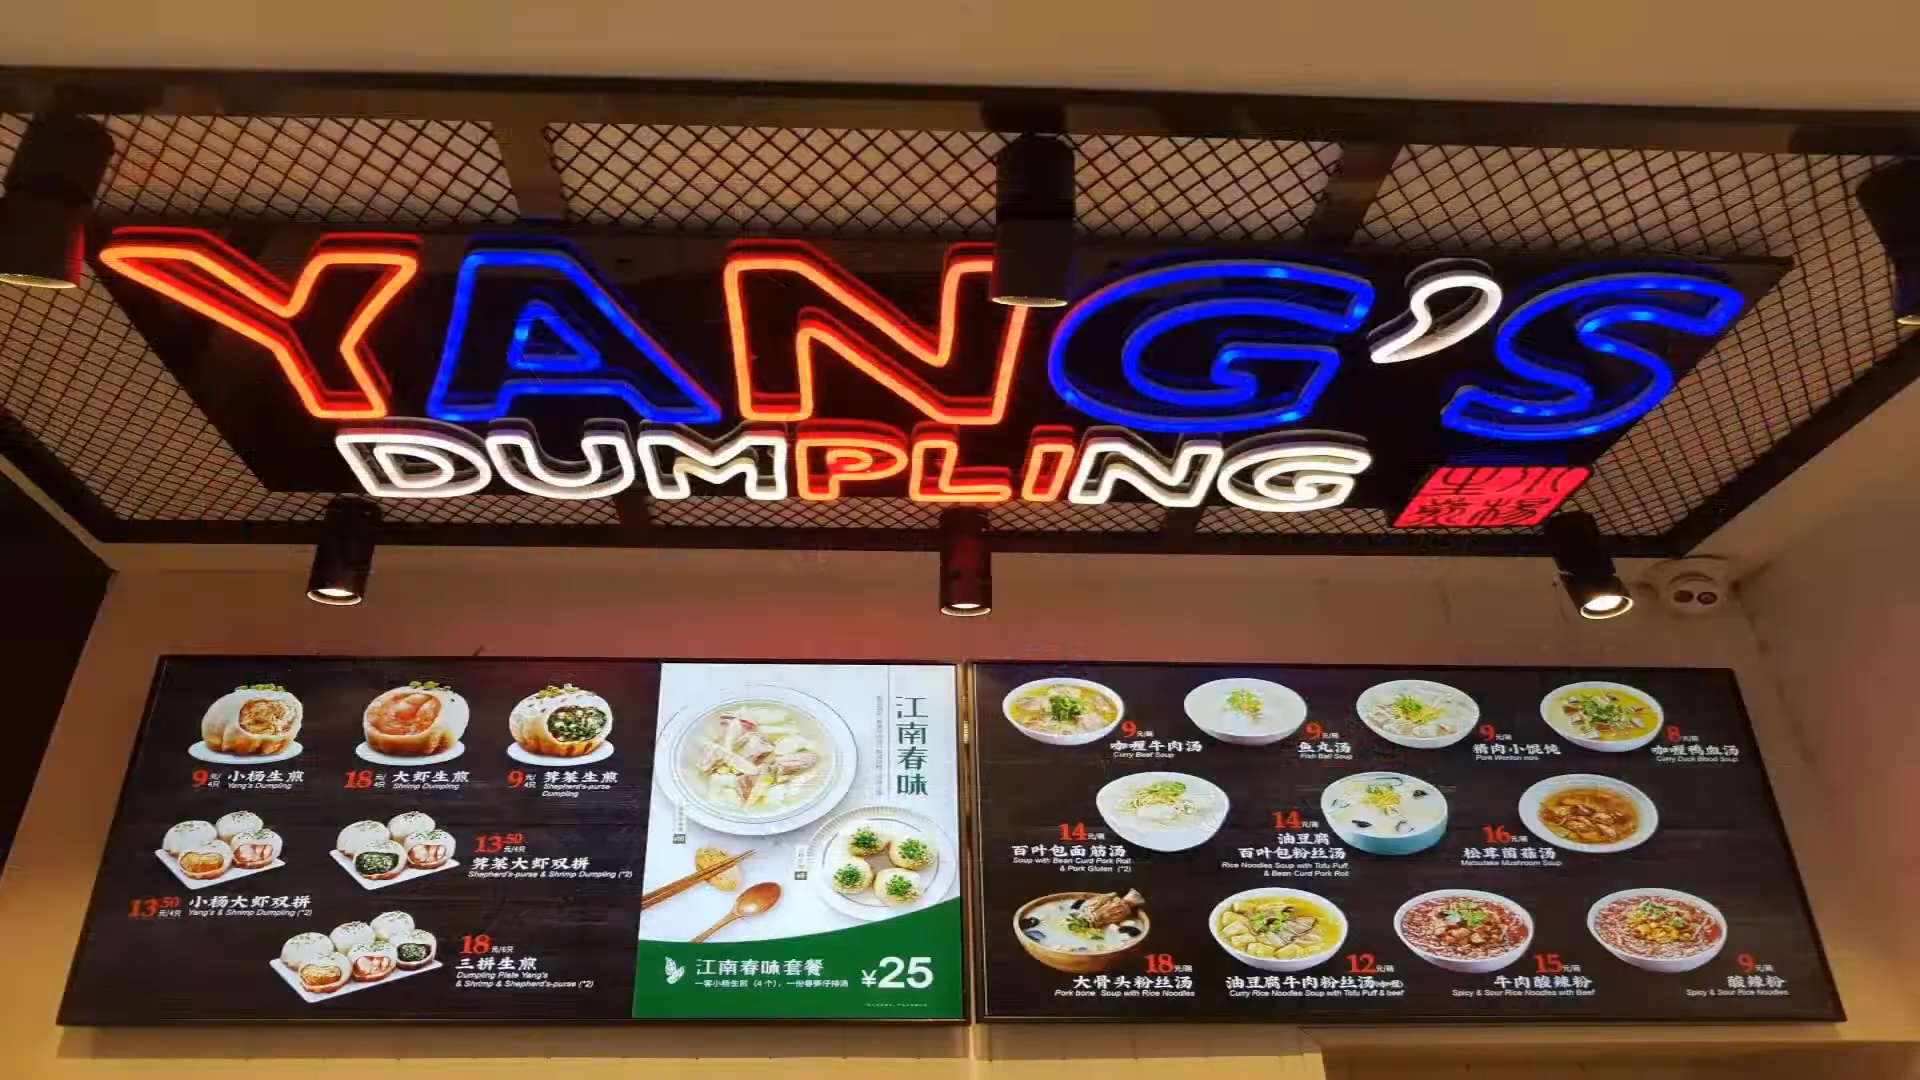 YANG'S
DUMPLING
小杨
生煎
9元/4只 小杨生煎
Yang's Dumpling
18元/4只 大虾生煎
Shrimp Dumpling
9元/4只 荠菜生煎
Shepherd's-purse
Dumpling
13.50元/4只 小杨大虾双拼
Yang's & Shrimp Dumpling (*2)
13.50元/4只
荠菜大虾双拼
Shepherd's-purse & Shrimp Dumpling (*2)
18元/6只
三拼生煎
Dumpling Plate Yang's
& Shrimp & Shepherd's-purse (*2)
江南春味
江南春味套餐
¥25
9元/碗
咖喱牛肉汤
Curry Beef Soup
9元/碗
鱼丸汤
Fish Ball Soup
9元/碗
精肉小馄饨
Pork Wonton mini
8元/碗
咖喱鸭血汤
Curry Duck Blood Soup
14元/碗
百叶包面筋汤
Soup with Bean Curd Pork Roll
& Pork Gluten (*2)
14元/碗
油豆腐
百叶包粉丝汤
Rice Noodles Soup with Tofu Puff
& Bean Curd Pork Roll
16元/碗
松茸菌菇汤
Matsutake Mushroom Soup
18元/碗
大骨头粉丝汤
Pork bone Soup with Rice Noodles
12元/碗
油豆腐牛肉粉丝汤(咖喱)
Curry Rice Noodles Soup with Tofu Puff & beef
15元/碗
牛肉酸辣粉
Spicy & Sour Rice Noodles with Beef
9元/碗
酸辣粉
Spicy & Sour Rice Noodles